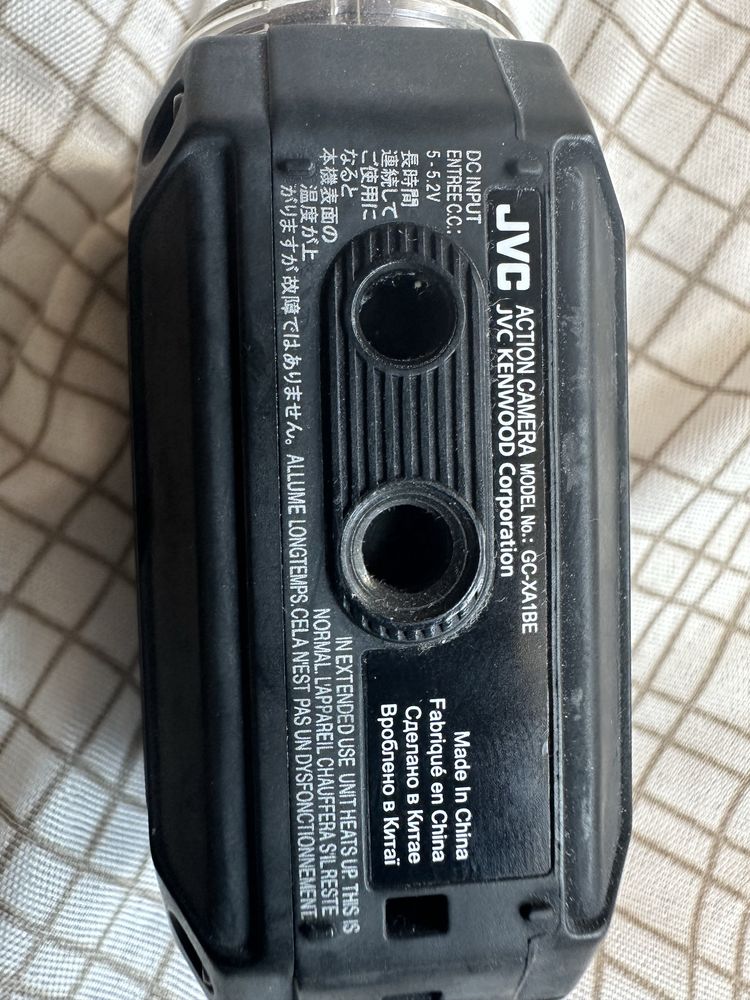 JVC ACTION CAMERA MODEL No.: GC-XA1BE
JVC KENWOOD Corporation
DC INPUT
ENTREE C.C.:
5 - 5.2V
長時間
連続して
ご使用に
なると
本機表面の
温度が上
がりますが故障ではありません。
Made In China
Fabriqué en China
Сделано в Китае
Вроблено в Китаї
IN EXTENDED USE UNIT HEATS UP. THIS IS
NORMAL. L'APPAREIL CHAUFFERA S'IL RESTE
ALLUME LONGTEMPS. CELA N'EST PAS UN DYSFONCTIONNEMENT